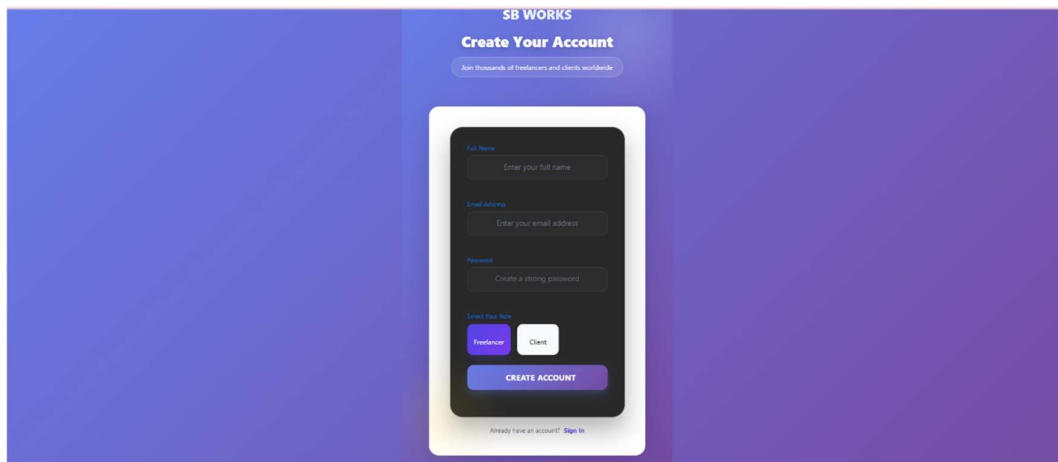 SB WORKS
Create Your Account
Join thousands of freelancers and clients worldwide
Full Name
Enter your full name
Email Address
Enter your email address
Password
Create a strong password
Select Your Role
Freelancer Client
CREATE ACCOUNT
Already have an account? Sign In